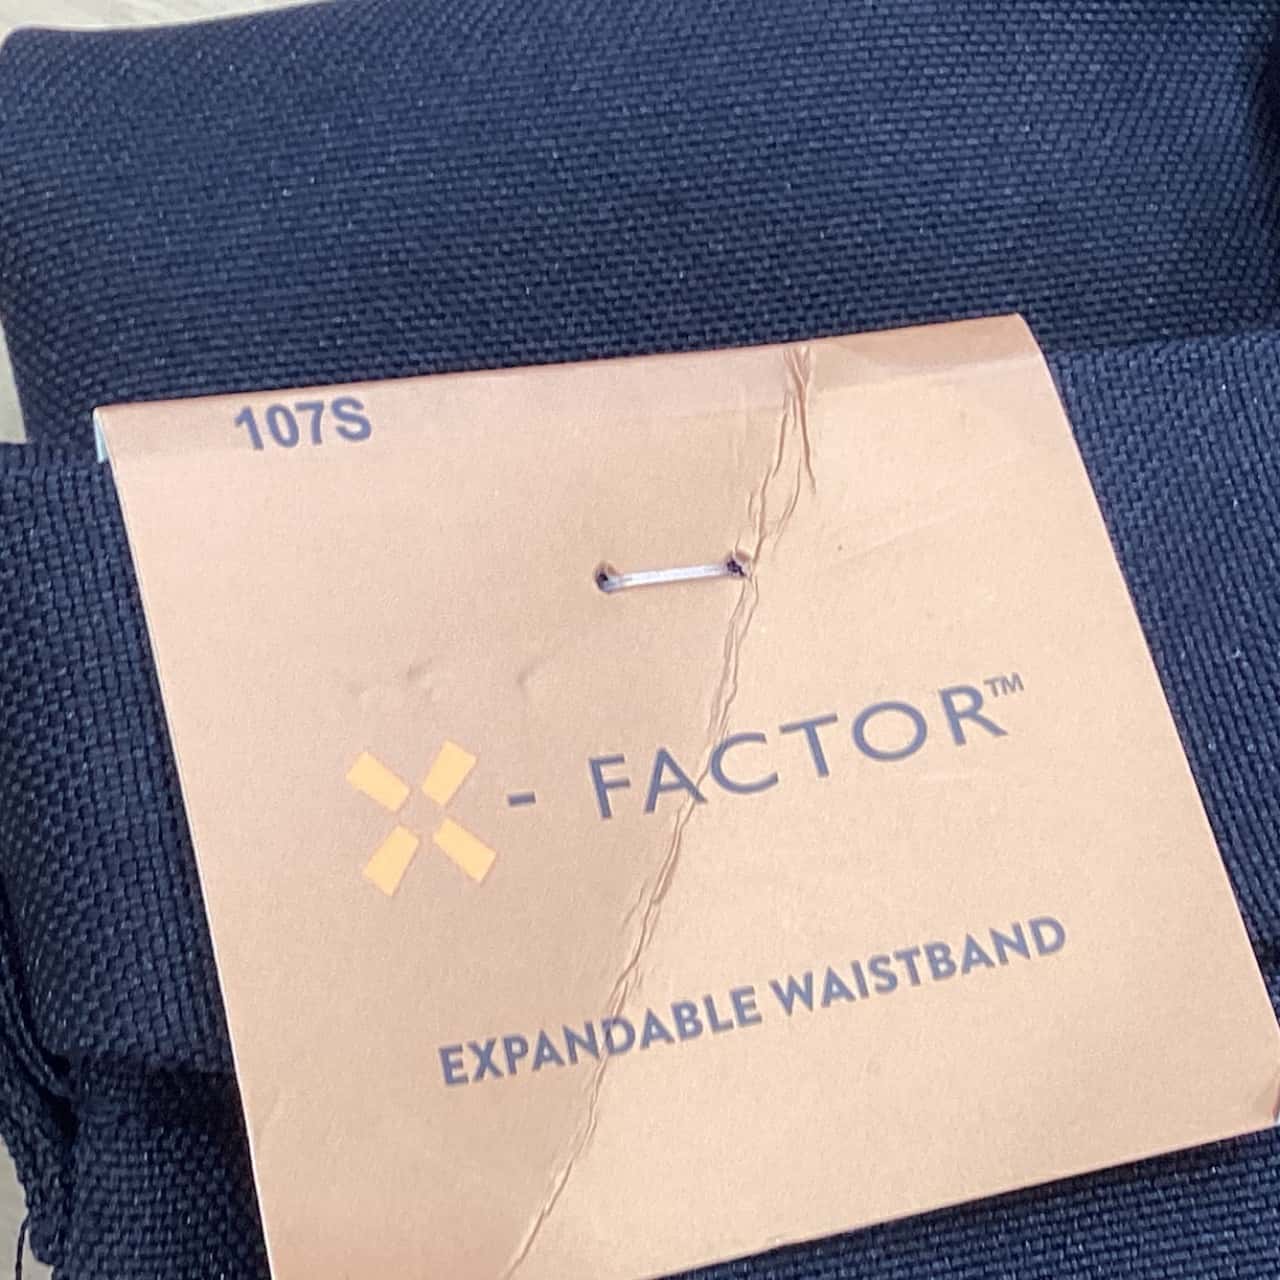 107S
X - FACTOR™
EXPANDABLE WAISTBAND